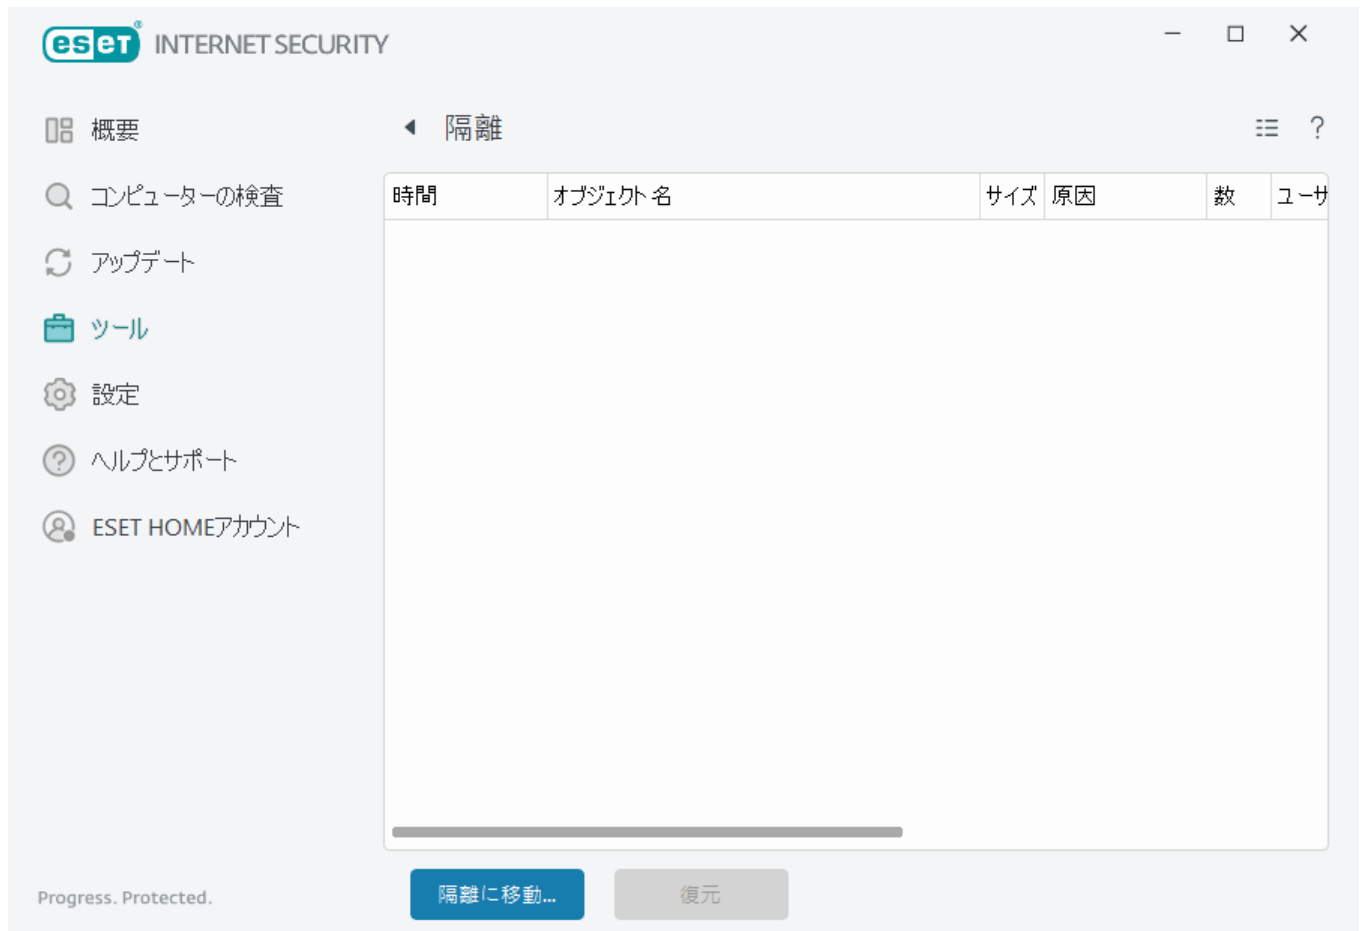 eset® INTERNET SECURITY
概要
コンピューターの検査
アップデート
ツール
設定
ヘルプとサポート
ESET HOMEアカウント
隔離
?
時間 オブジェクト名 サイズ 原因 数 ユーサ
隔離に移動... 復元
Progress. Protected.